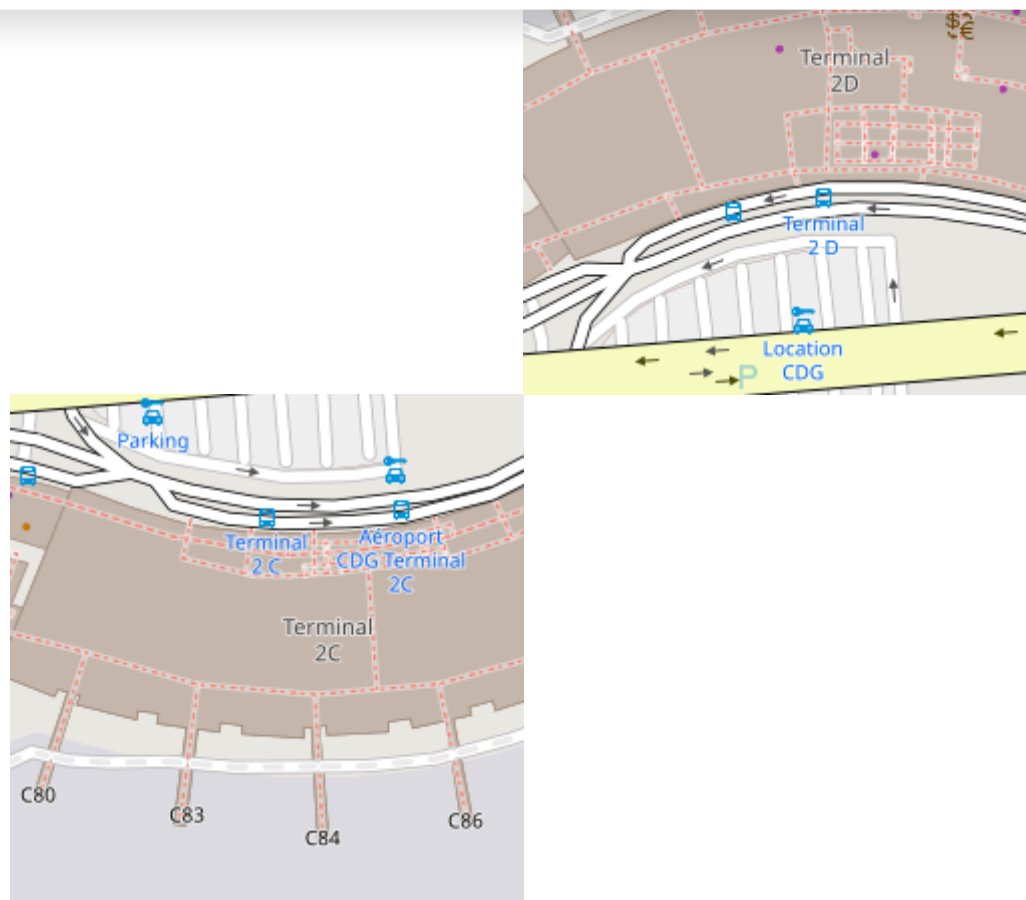 Terminal
2D
Terminal
2 D
Location
CDG
P
Parking
Terminal
2 C
Aéroport
CDG Terminal
2C
Terminal
2C
C80
C83
C84
C86